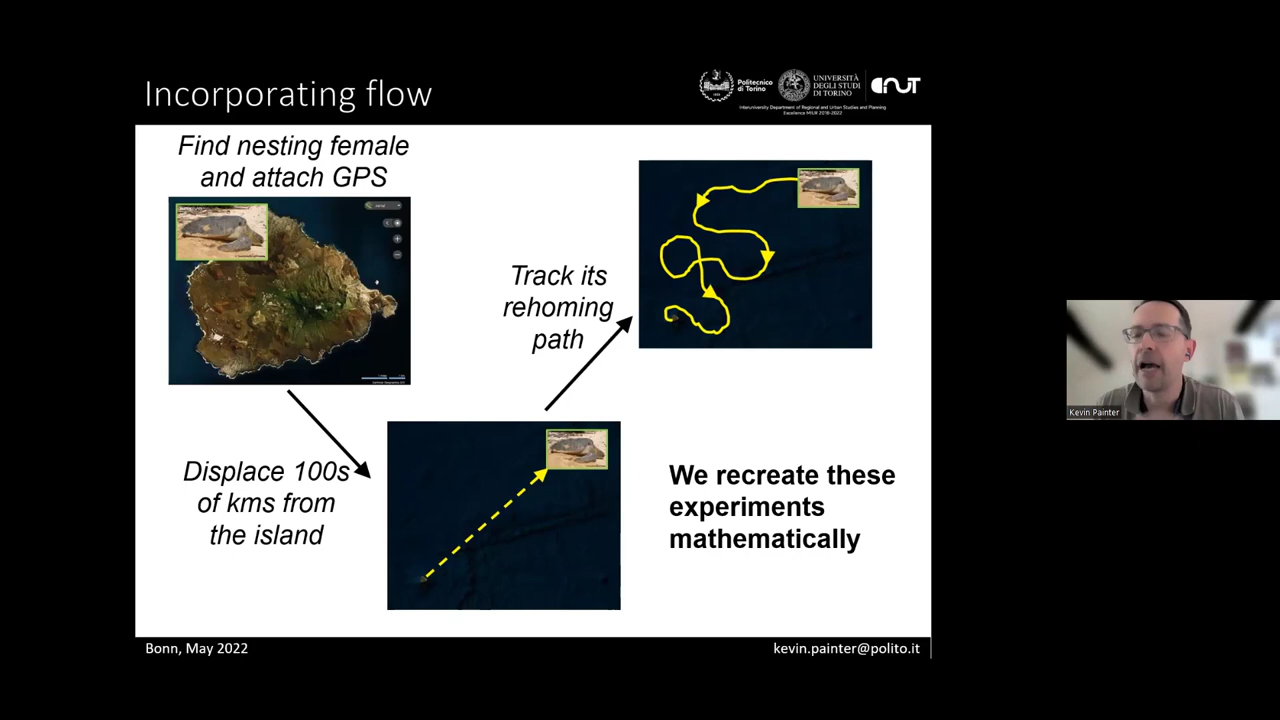 Incorporating flow
Politecnico
di Torino
UNIVERSITÀ
DEGLI STUDI
DI TORINO
Interuniversity Department of Regional and Urban Studies and Planning
Excellence MIUR 2018-2022
Find nesting female
and attach GPS
Track its
rehoming
path
Displace 100s
of kms from
the island
We recreate these
experiments
mathematically
Kevin Painter
Bonn, May 2022
kevin.painter@polito.it